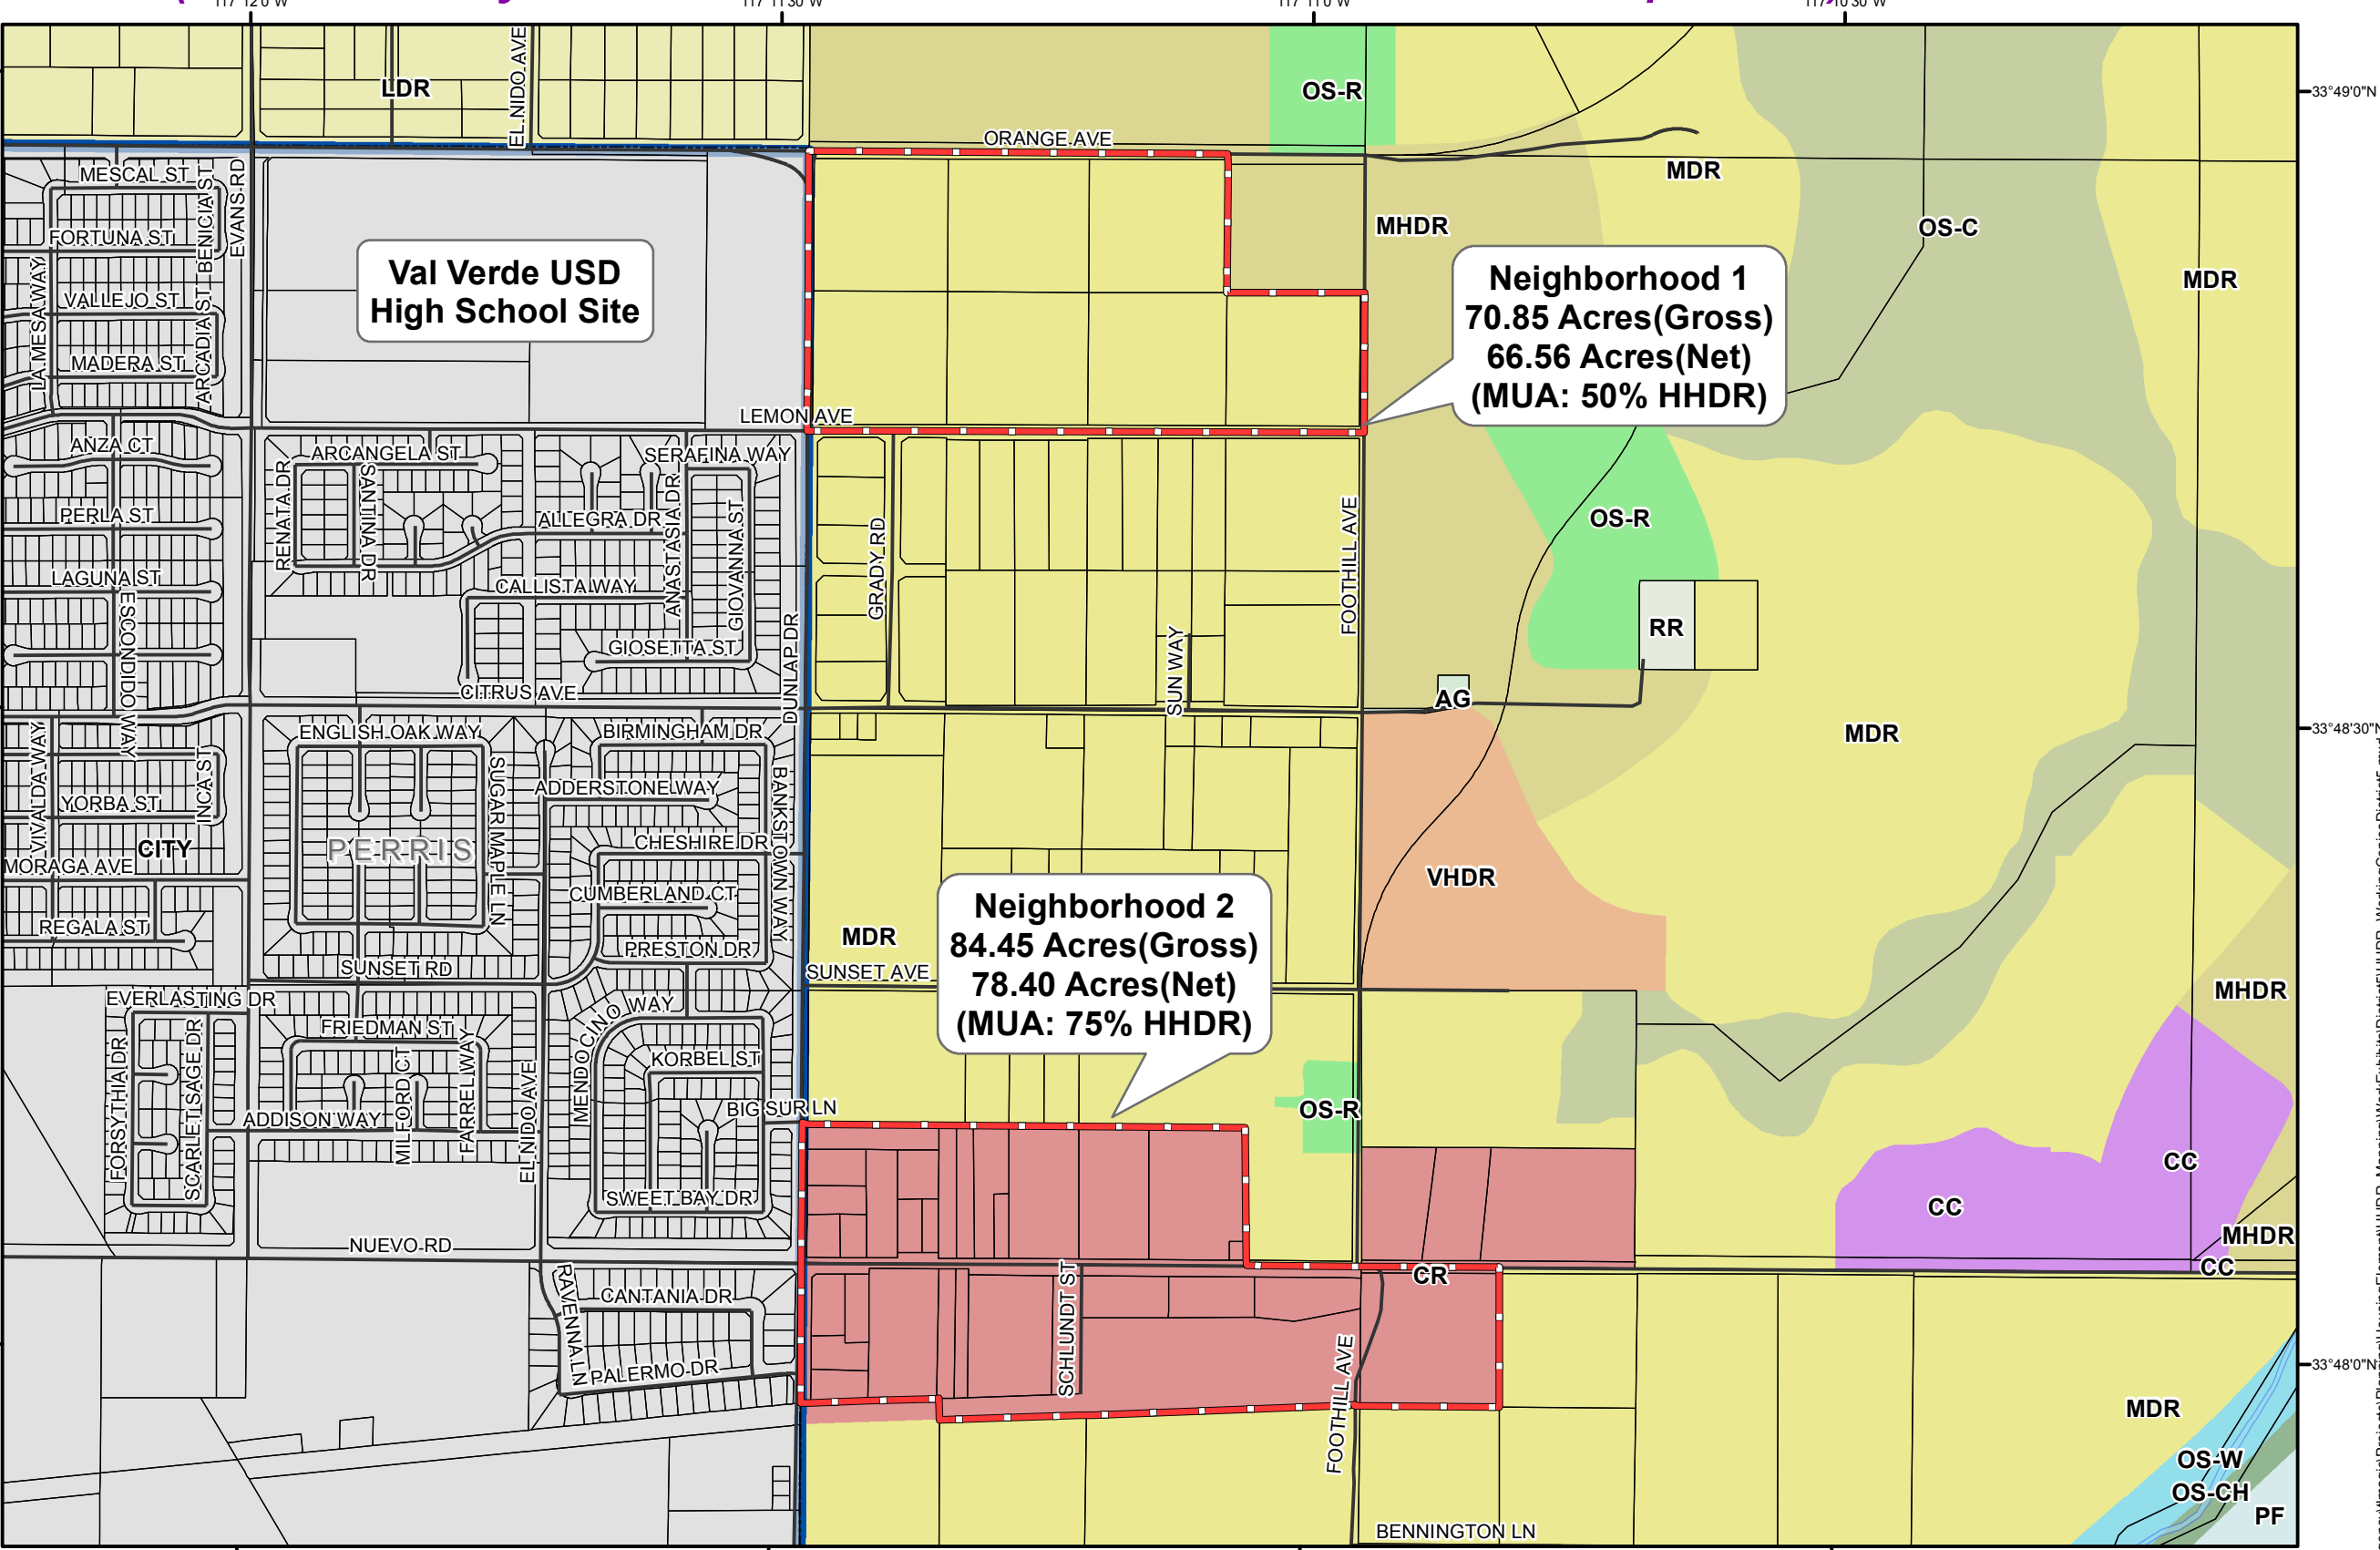 33°49'0"N
LDR
EL NIDO AVE
OS-R
ORANGE AVE
MESCAL ST
BENICIA ST
EVANS RD
MDR
MHDR
OS-C
FORTUNA ST
Val Verde USD
High School Site
Neighborhood 1
70.85 Acres(Gross)
66.56 Acres(Net)
(MUA: 50% HHDR)
MDR
LA MESA WAY
VALLEJO ST
ARCADIA ST
MADERA ST
LEMON AVE
ANZA CT
ARCANGELA ST
SERAFINA WAY
RENATA DR
SANTINA DR
PERLA ST
ALLEGRA DR
ANASTASIA DR
GIOVANNA ST
GRADY RD
FOOTHILL AVE
OS-R
LAGUNA ST
CALLISTA WAY
ESCONDIDO WAY
GIOSETTA ST
DUNLAP DR
SUN WAY
RR
CITRUS AVE
AG
33°48'30"N
VIVALDA WAY
ENGLISH OAK WAY
BIRMINGHAM DR
MDR
INCA ST
SUGAR MAPLE LN
ADDERSTONE WAY
BANKSTOWN WAY
YORBA ST
CITY
PERRIS
CHESHIRE DR
MORAGA AVE
VHDR
CUMBERLAND CT
Neighborhood 2
84.45 Acres(Gross)
78.40 Acres(Net)
(MUA: 75% HHDR)
REGALA ST
PRESTON DR
MDR
SUNSET RD
SUNSET AVE
EVERLASTING DR
MENDOCINO WAY
MHDR
FRIEDMAN ST
FORSYTHIA DR
SCARLET SAGE DR
MILFORD CT
FARREL WAY
EL NIDO AVE
KORBEL ST
ADDISON WAY
BIG SUR LN
OS-R
CC
SWEET BAY DR
CC
NUEVO RD
MHDR
CC
CR
RAVENNA LN
CANTANIA DR
SCHLUNDT ST
FOOTHILL AVE
PALERMO DR
33°48'0"N
MDR
OS-W
OS-CH
PF
BENNINGTON LN